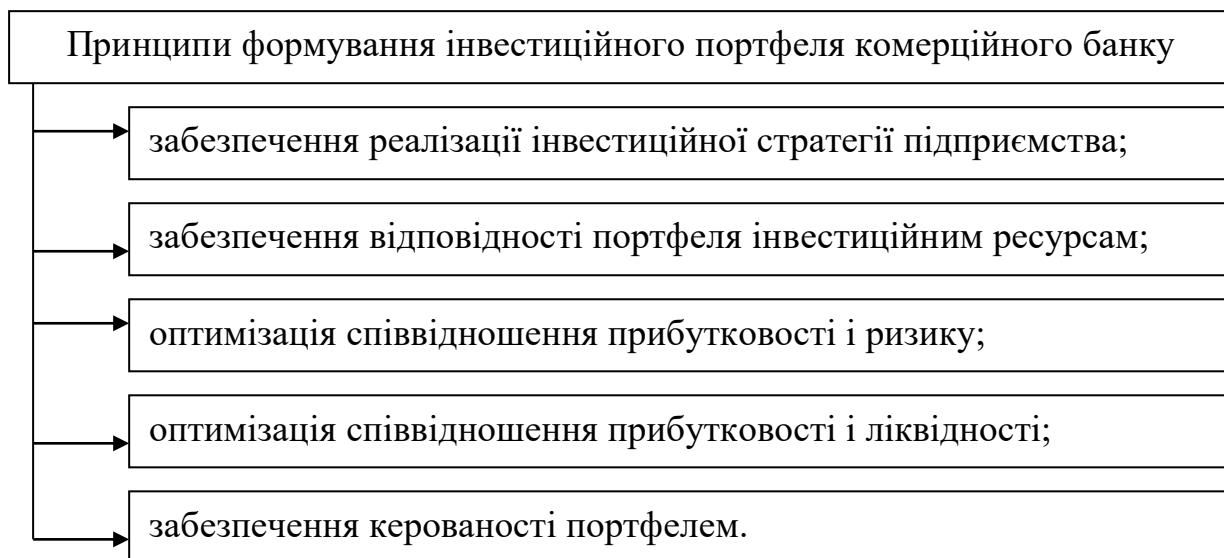 Принципи формування інвестиційного портфеля комерційного банку
забезпечення реалізації інвестиційної стратегії підприємства;
забезпечення відповідності портфеля інвестиційним ресурсам;
оптимізація співвідношення прибутковості і ризику;
оптимізація співвідношення прибутковості і ліквідності;
забезпечення керованості портфелем.